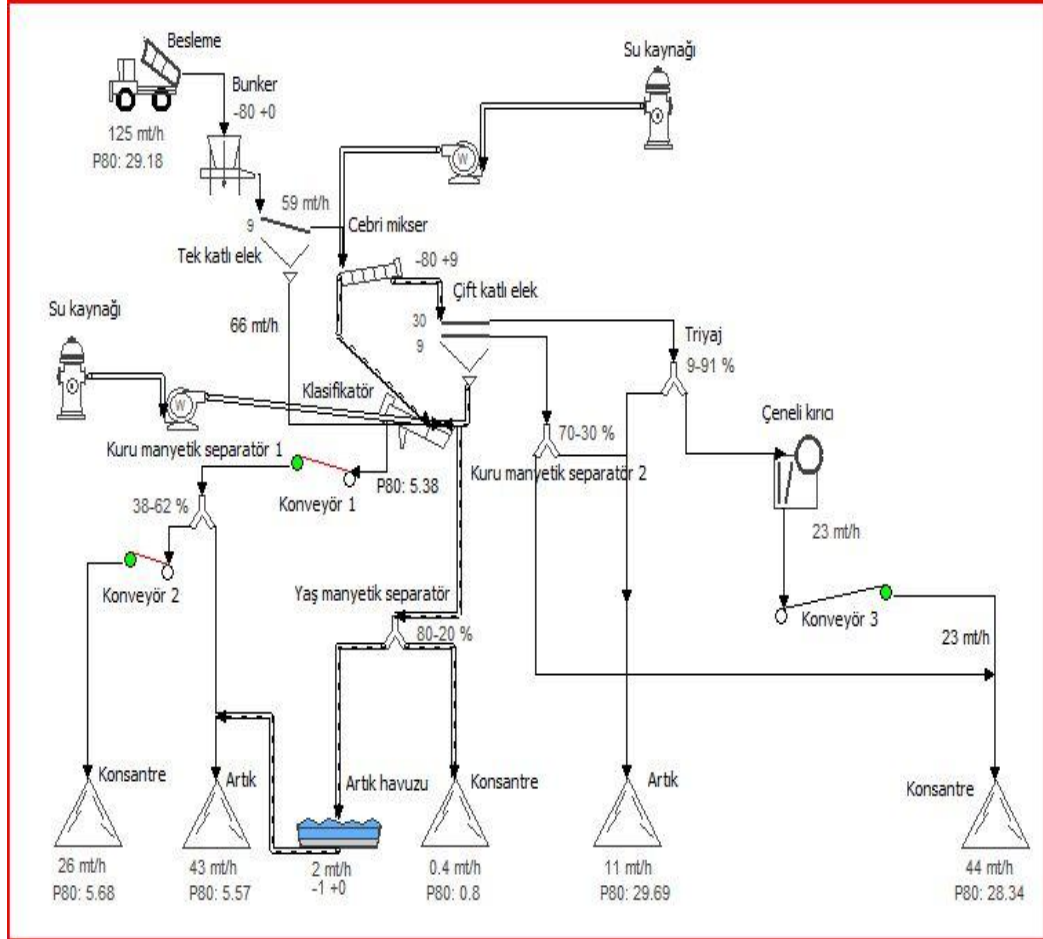 Besleme
Su kaynağı
Bunker
-80 +0
125 mt/h
P80: 29.18
W
59 mt/h
9
Cebri mikser
Tek katlı elek
-80 +9
Çift katlı elek
Su kaynağı
66 mt/h
30
9
Triyaj
9-91 %
Klasifikatör
W
Çeneli kırıcı
70-30 %
Kuru manyetik separatör 1
Kuru manyetik separatör 2
P80: 5.38
Konveyör 1
38-62 %
23 mt/h
Konveyör 2
Yaş manyetik separatör
Konveyör 3
80-20 %
23 mt/h
Konsantre
Artık
Artık havuzu
Konsantre
Artık
Konsantre
26 mt/h
43 mt/h
2 mt/h
0.4 mt/h
11 mt/h
44 mt/h
P80: 5.68
P80: 5.57
-1 +0
P80: 0.8
P80: 29.69
P80: 28.34